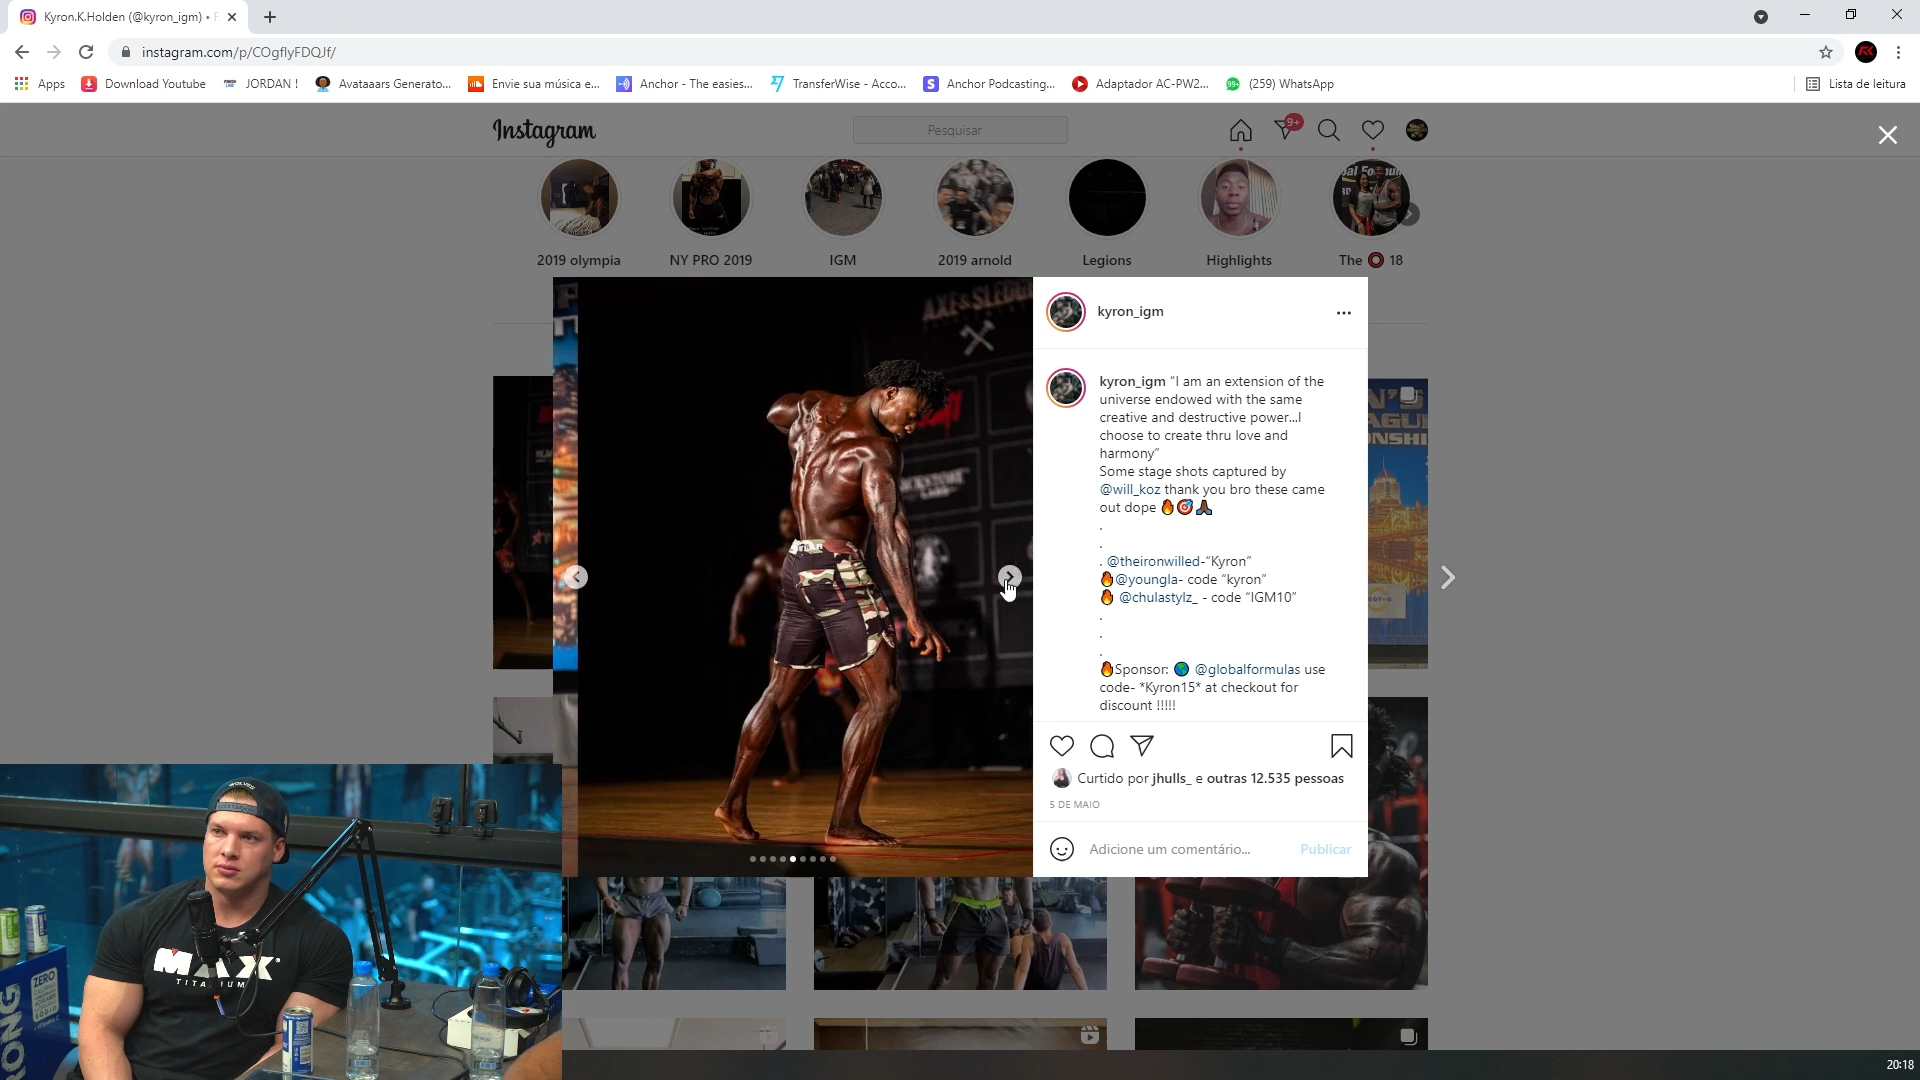 Kyron.K.Holden (@kyron_igm) •
instagram.com/p/COgflyFDQJf/
Apps
Download Youtube
JORDAN !
Avataaars Generato...
Envie sua música e...
Anchor - The easies...
TransferWise - Acco...
Anchor Podcasting...
Adaptador AC-PW2...
(259) WhatsApp
Lista de leitura
Instagram
Pesquisar
9+
2019 olympia
NY PRO 2019
IGM
2019 arnold
Legions
Highlights
The ⭕ 18
AXE & SLEDGE
kyron_igm
kyron_igm “I am an extension of the
universe endowed with the same
creative and destructive power...I
choose to create thru love and
harmony”
Some stage shots captured by
@will_koz thank you bro these came
out dope 🔥🎯🙏🏾
.
.
. @theironwilled-“Kyron”
🔥@youngla- code “kyron”
🔥 @chulastylz_ - code “IGM10”
.
.
.
🔥Sponsor: 🌎 @globalformulas use
code- *Kyron15* at checkout for
discount !!!!!
Curtido por jhulls_ e outras 12.535 pessoas
5 DE MAIO
Adione um comentário...
Publicar
WOLVES
MAX
TITANIUM
ZERO
20:18